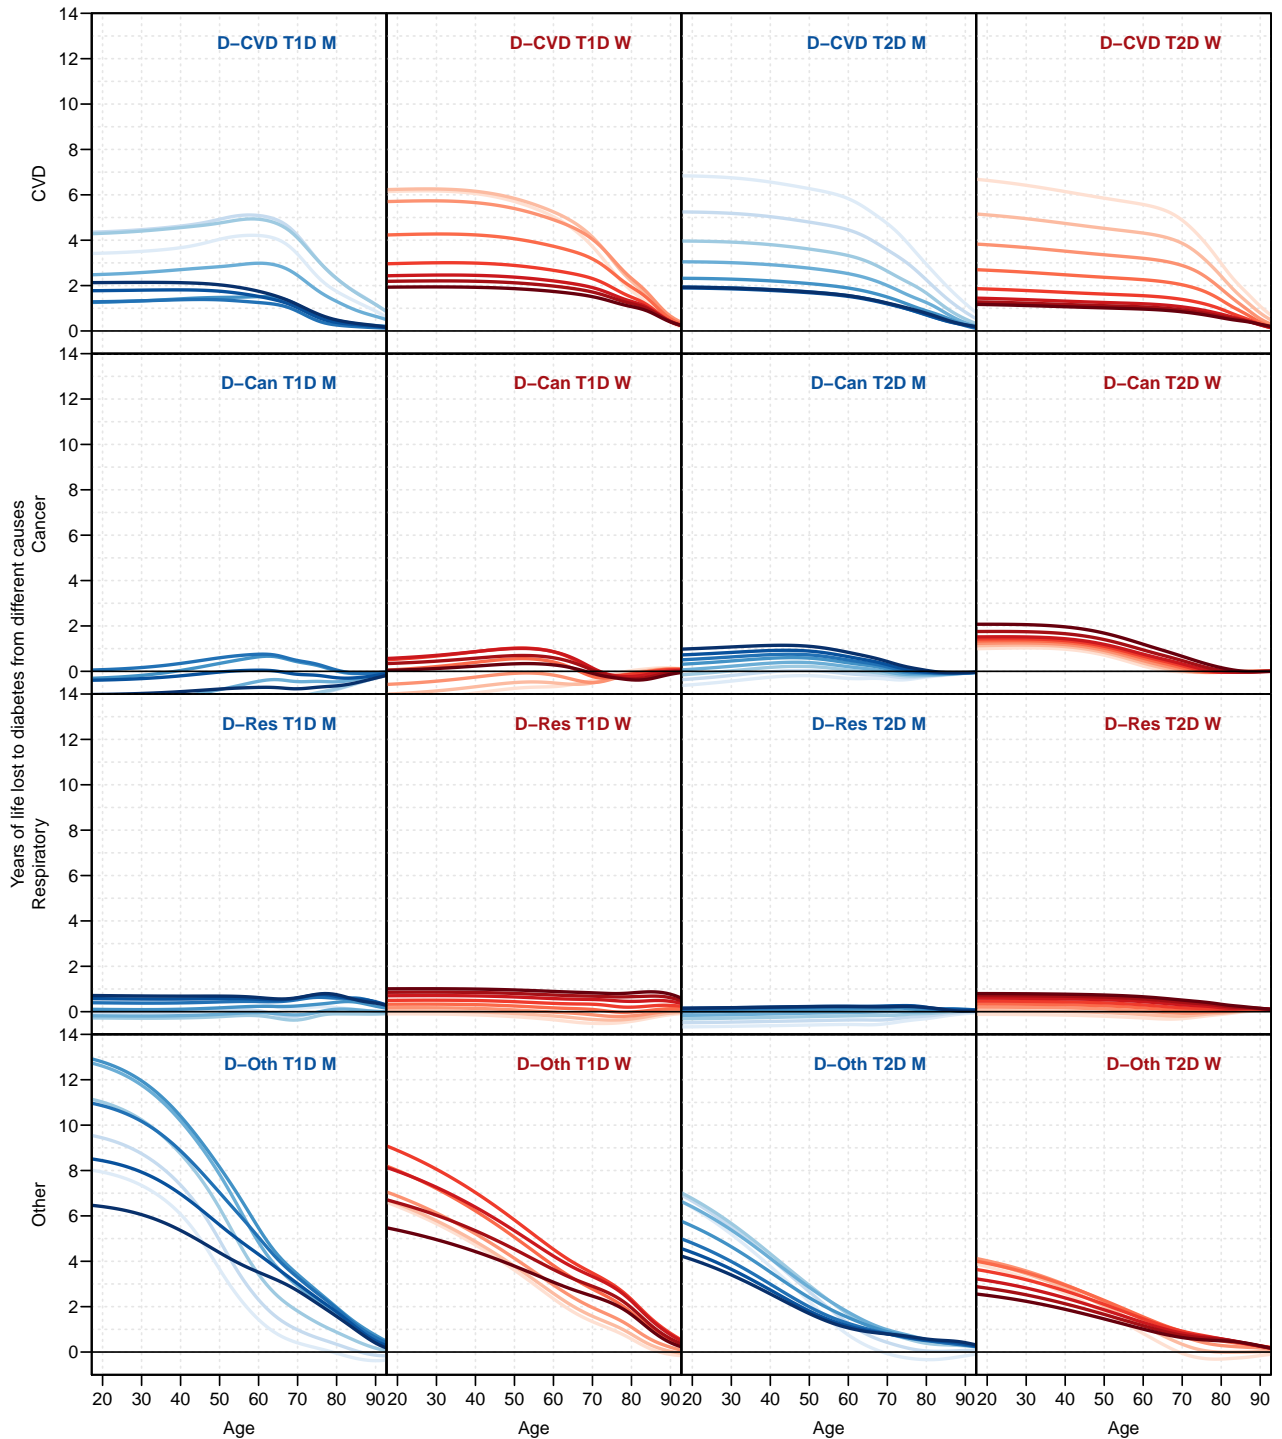 14
12
10
8
6
4
2
0
CVD
D–CVD T1D M
D–CVD T1D W
D–CVD T2D M
D–CVD T2D W
14
12
10
8
6
4
2
0
Cancer
D–Can T1D M
D–Can T1D W
D–Can T2D M
D–Can T2D W
Years of life lost to diabetes from different causes
14
12
10
8
6
4
2
0
Respiratory
D–Res T1D M
D–Res T1D W
D–Res T2D M
D–Res T2D W
14
12
10
8
6
4
2
0
Other
D–Oth T1D M
D–Oth T1D W
D–Oth T2D M
D–Oth T2D W
20 30 40 50 60 70 80 90
20 30 40 50 60 70 80 90
20 30 40 50 60 70 80 90
20 30 40 50 60 70 80 90
Age
Age
Age
Age